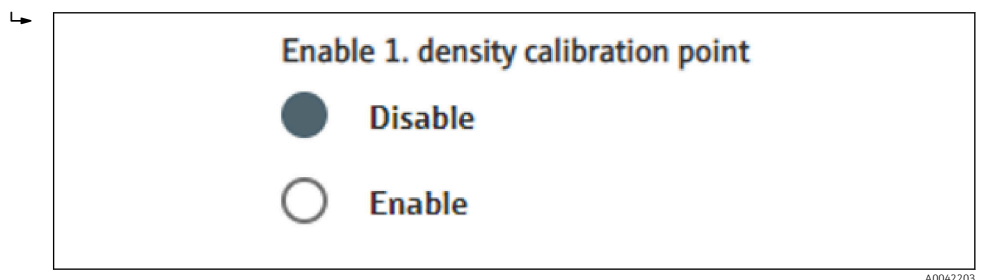 Enable 1. density calibration point
Disable
Enable
A0042203